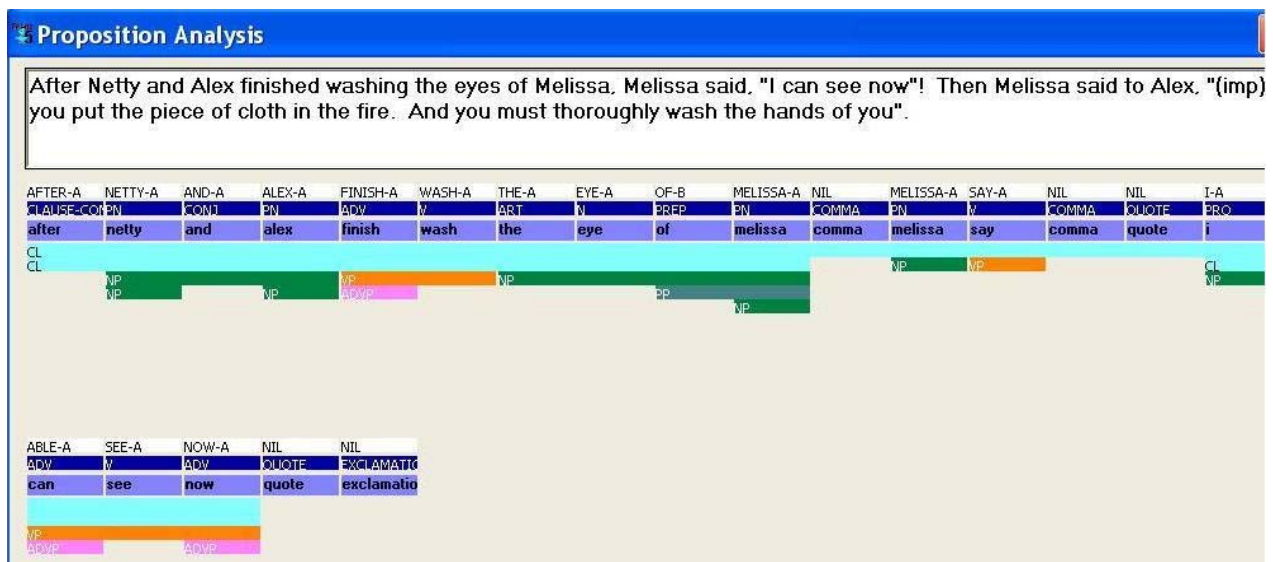 Proposition Analysis
After Netty and Alex finished washing the eyes of Melissa, Melissa said, "I can see now"! Then Melissa said to Alex, "(imp)
you put the piece of cloth in the fire. And you must thoroughly wash the hands of you".
AFTER-A NETTY-A AND-A ALEX-A FINISH-A WASH-A THE-A EYE-A OF-B MELISSA-A NIL MELISSA-A SAY-A NIL NIL I-A
CLAUSE-CON PN CONJ PN ADV V ART N PREP PN COMMA PN V COMMA QUOTE PRO
after netty and alex finish wash the eye of melissa comma melissa say comma quote i
CL
CL NP VP CL
NP VP NP NP
NP NP ADVP PP
NP
ABLE-A SEE-A NOW-A NIL NIL
ADV V ADV QUOTE EXCLAMATIO
can see now quote exclamatio
VP
ADVP ADVP